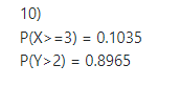 10)
P(X>=3) = 0.1035
P(Y>2) = 0.8965